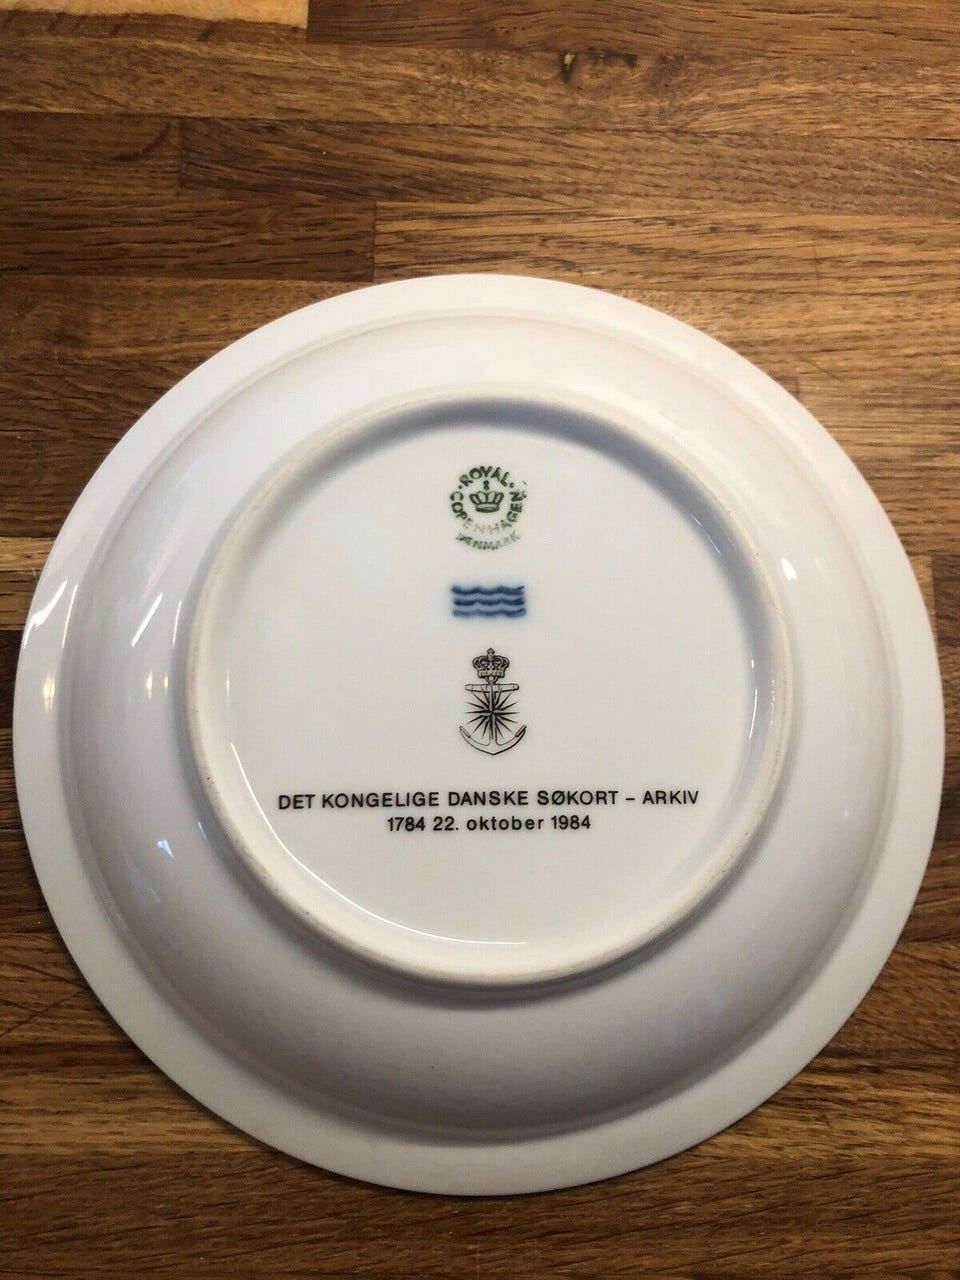 ROYAL
COPENHAGEN
DENMARK
DET KONGELIGE DANSKE SØKORT – ARKIV
1784 22. oktober 1984